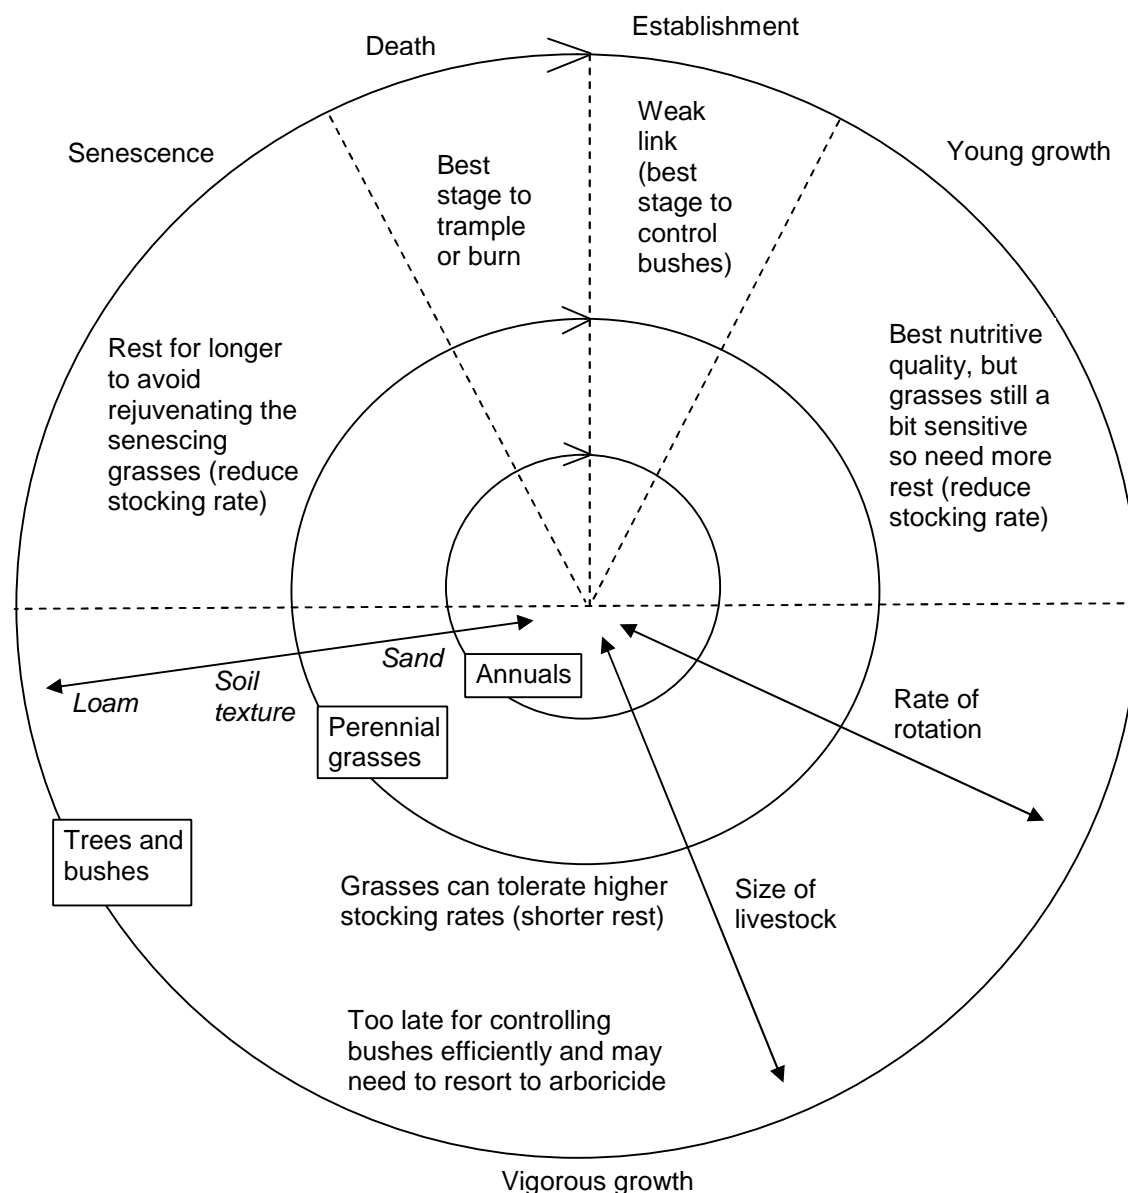 Death
Establishment
Senescence
Young growth
Best
stage to
trample
or burn
Weak
link
(best
stage to
control
bushes)
Rest for longer
to avoid
rejuvenating the
senescing
grasses (reduce
stocking rate)
Best nutritive
quality, but
grasses still a
bit sensitive
so need more
rest (reduce
stocking rate)
Loam
Soil
texture
Sand
Annuals
Perennial
grasses
Trees and
bushes
Rate of
rotation
Size of
livestock
Grasses can tolerate higher
stocking rates (shorter rest)
Too late for controlling
bushes efficiently and may
need to resort to arboricide
Vigorous growth